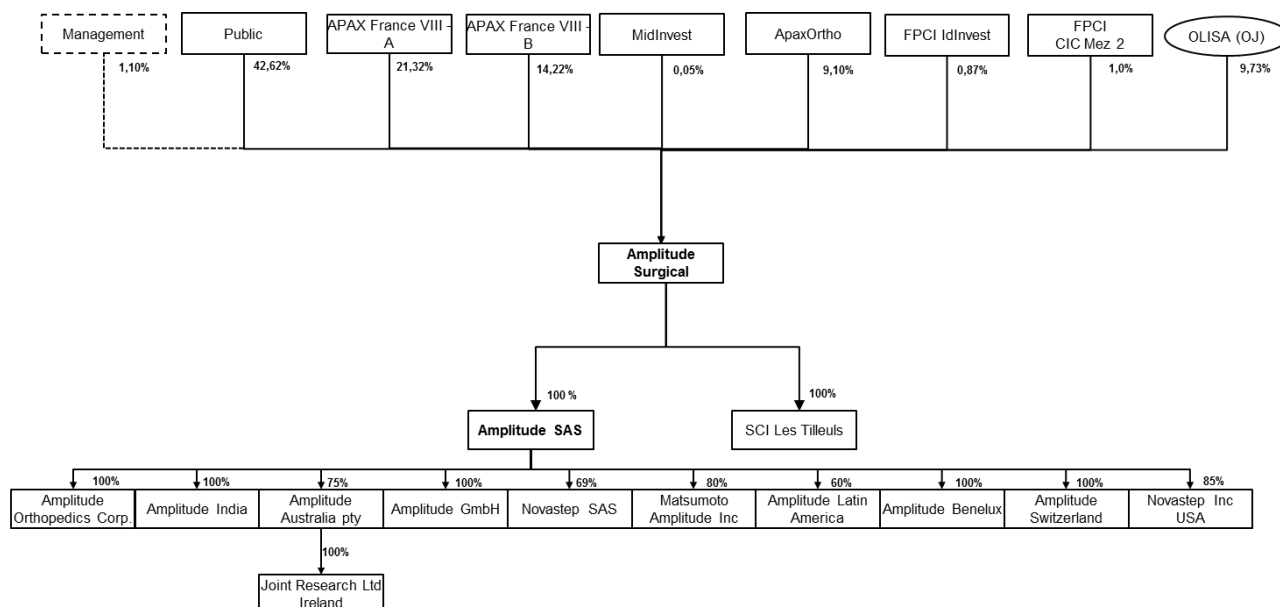 Management
Public
APAX France VIII -
A
APAX France VIII -
B
MidInvest
ApaxOrtho
FPCI IdInvest
FPCI
CIC Mez 2
OLISA (OJ)
1,10%
42,62%
21,32%
14,22%
0,05%
9,10%
0,87%
1,0%
9,73%
Amplitude
Surgical
100 %
100%
Amplitude SAS
SCI Les Tilleuls
100%
100%
75%
100%
69%
80%
60%
100%
100%
85%
Amplitude
Orthopedics Corp.
Amplitude India
Amplitude
Australia pty
Amplitude GmbH
Novastep SAS
Matsumoto
Amplitude Inc
Amplitude Latin
America
Amplitude Benelux
Amplitude
Switzerland
Novastep Inc
USA
100%
Joint Research Ltd
Ireland